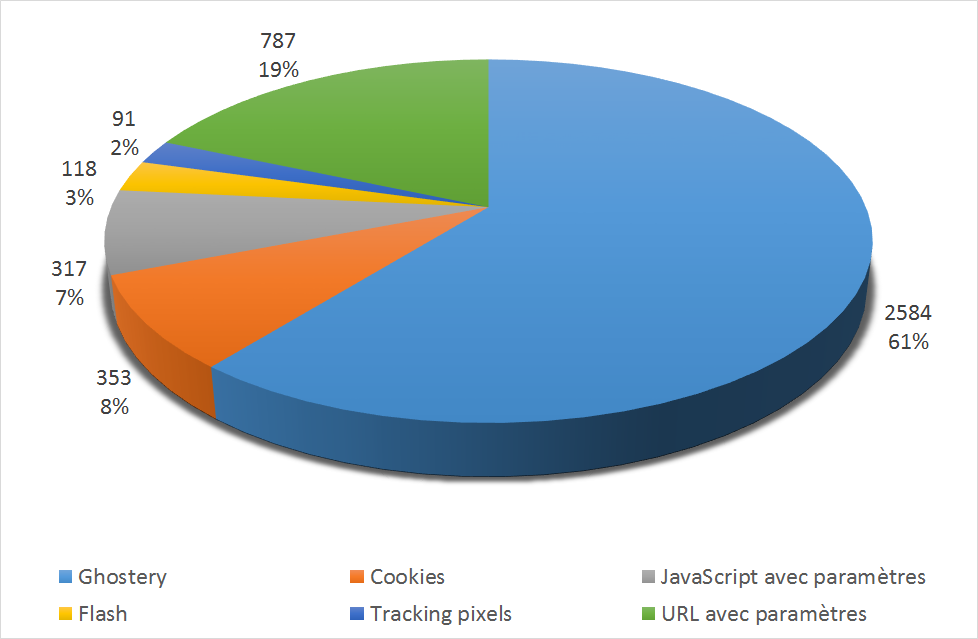 787
19%
91
2%
118
3%
317
7%
2584
61%
353
8%
Ghostery
Cookies
JavaScript avec paramètres
Flash
Tracking pixels
URL avec paramètres